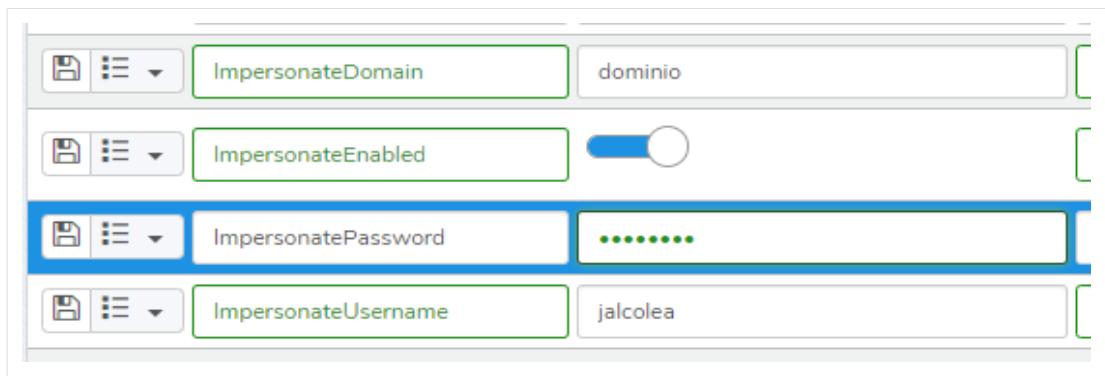 ImpersonateDomain dominio
ImpersonateEnabled
ImpersonatePassword ••••••••
ImpersonateUsername jalcolea